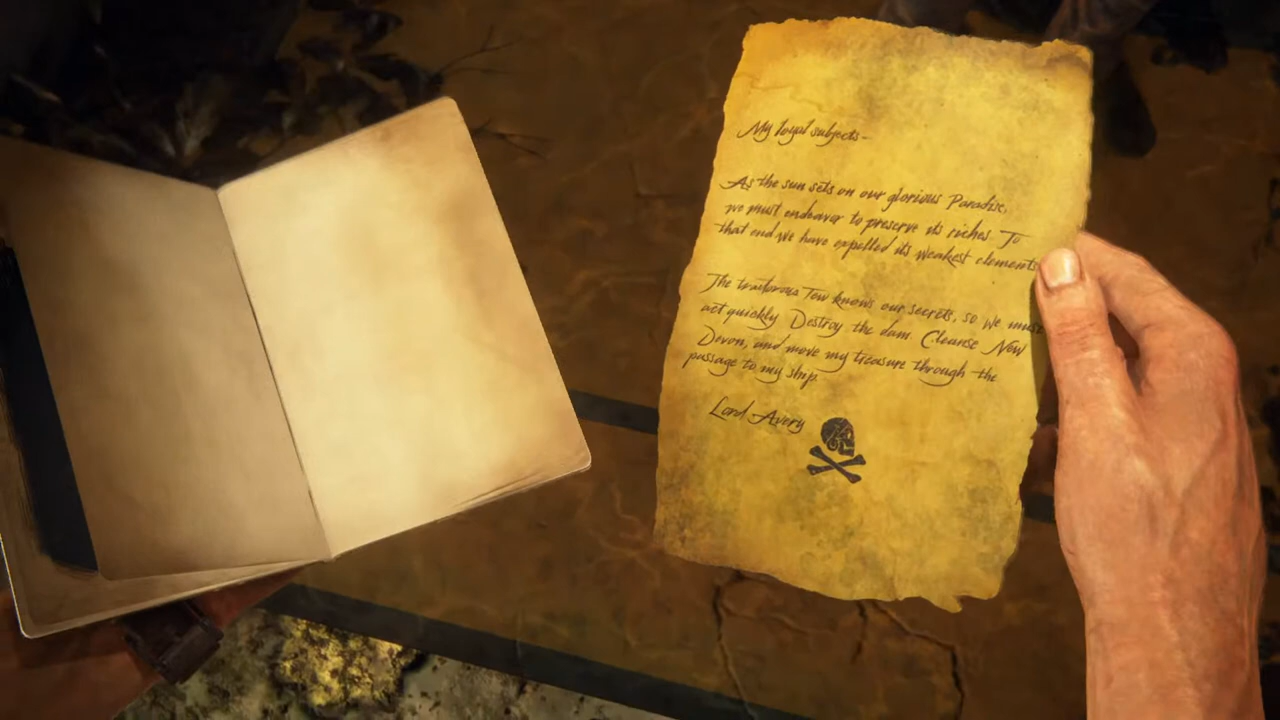 My loyal subjects-
As the sun sets on our glorious Paradise,
we must endeavor to preserve its riches. To
that end we have expelled its weakest elements
The traitorous Tew knows our secrets, so we must
act quickly Destroy the dam. Cleanse New
Devon, and move my treasure through the
passage to my ship.
Lord Avery